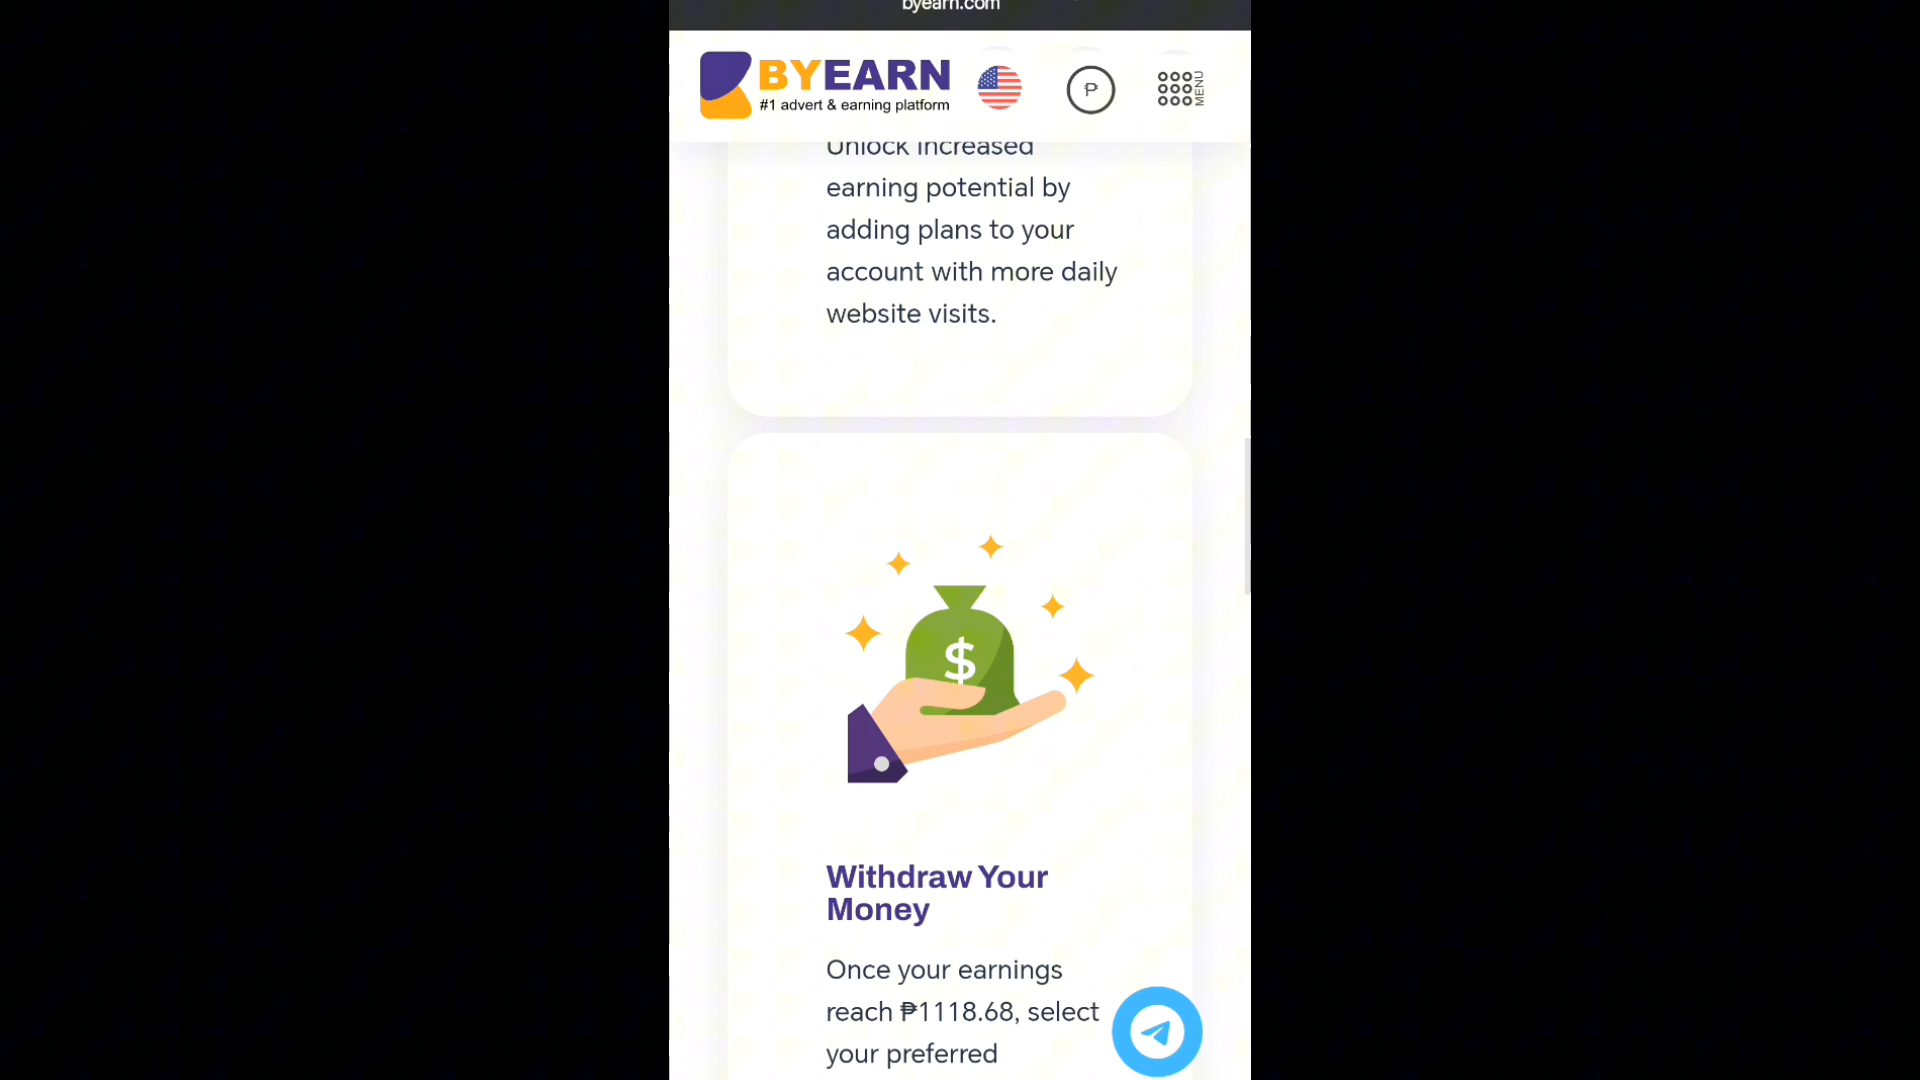 byearn.com
BYEARN
#1 advert & earning platform
₱
MENU
Unlock increased
earning potential by
adding plans to your
account with more daily
website visits.
$
Withdraw Your
Money
Once your earnings
reach ₱1118.68, select
your preferred